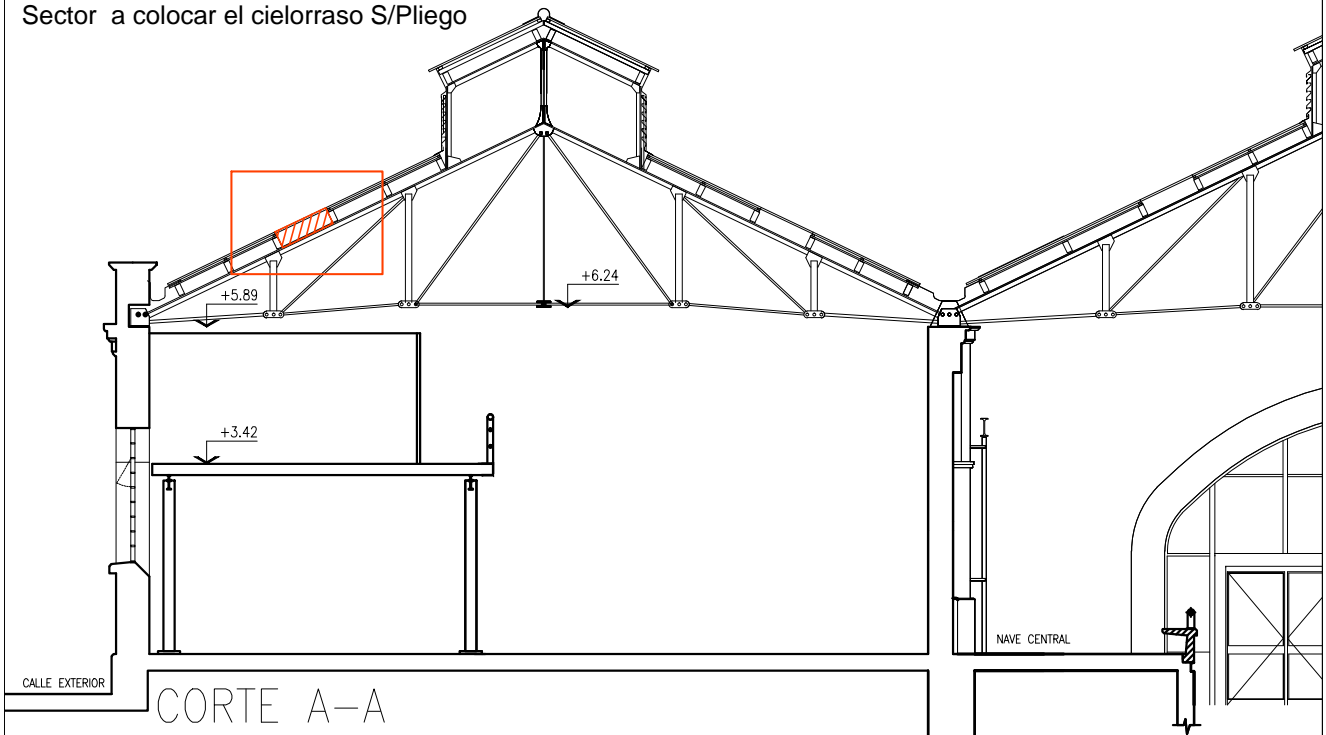 Sector a colocar el cielorraso S/Pliego
+6.24
+5.89
+3.42
NAVE CENTRAL
CALLE EXTERIOR
CORTE A-A